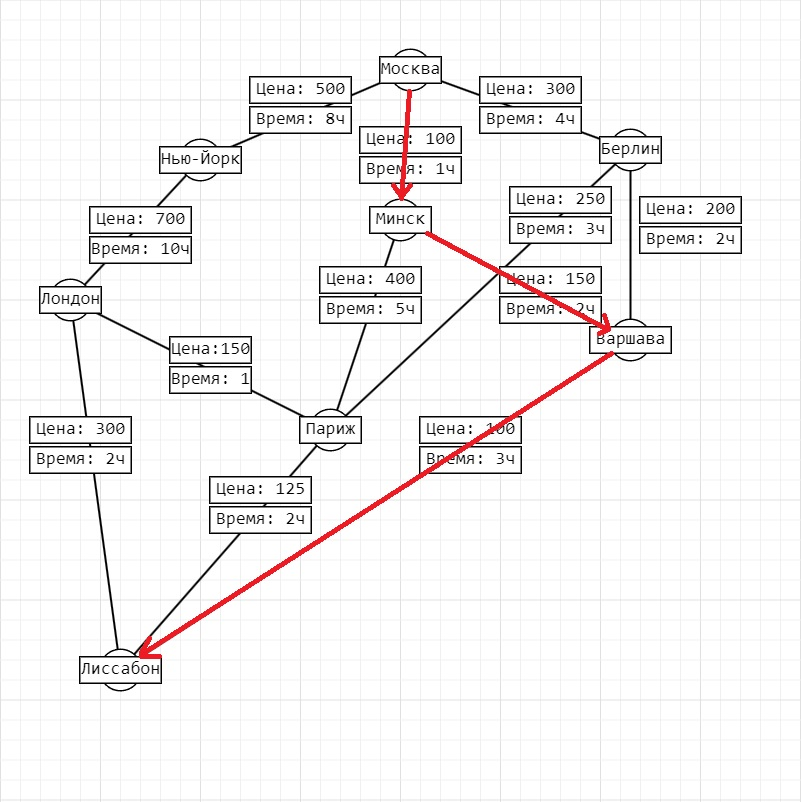 Москва
Цена: 500
Время: 8ч
Цена: 300
Время: 4ч
Цена: 100
Время: 1ч
Нью-Йорк
Берлин
Цена: 250
Время: 3ч
Цена: 200
Время: 2ч
Цена: 700
Время: 10ч
Минск
Цена: 400
Время: 5ч
Цена: 150
Время: 2ч
Лондон
Варшава
Цена:150
Время: 1
Цена: 300
Время: 2ч
Париж
Цена: 100
Время: 3ч
Цена: 125
Время: 2ч
Лиссабон